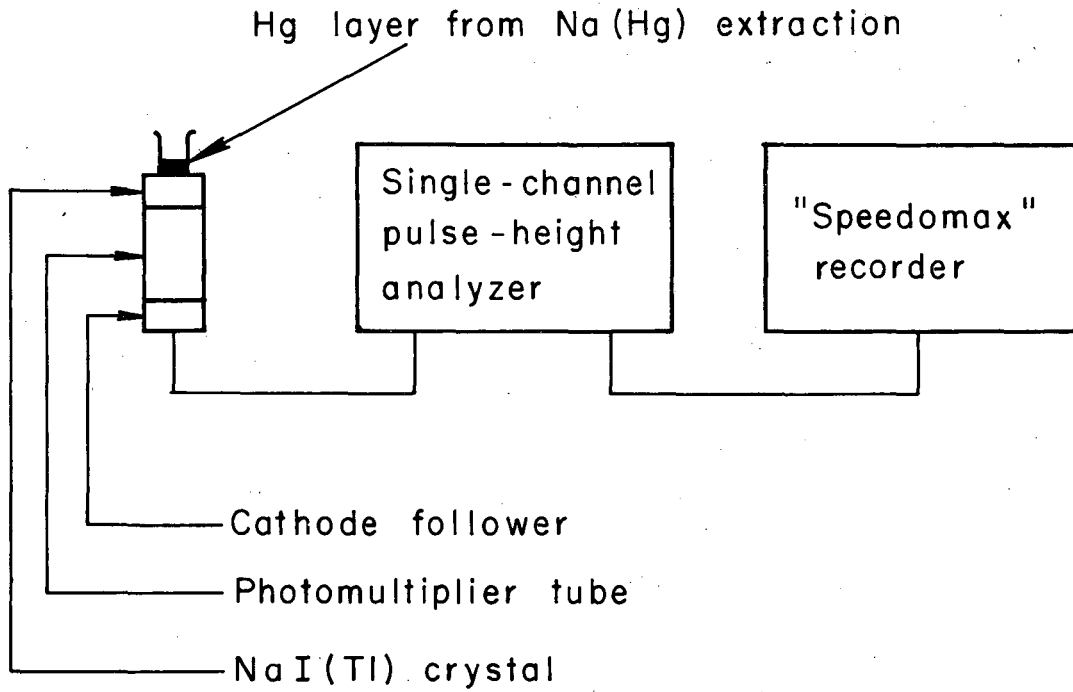 Hg layer from Na(Hg) extraction
Single-channel
pulse-height
analyzer
"Speedomax"
recorder
Cathode follower
Photomultiplier tube
NaI(Tl) crystal